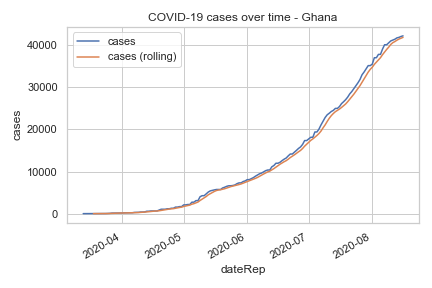 COVID-19 cases over time - Ghana
cases
cases (rolling)
cases
40000
30000
20000
10000
0
2020-04
2020-05
2020-06
2020-07
2020-08
dateRep